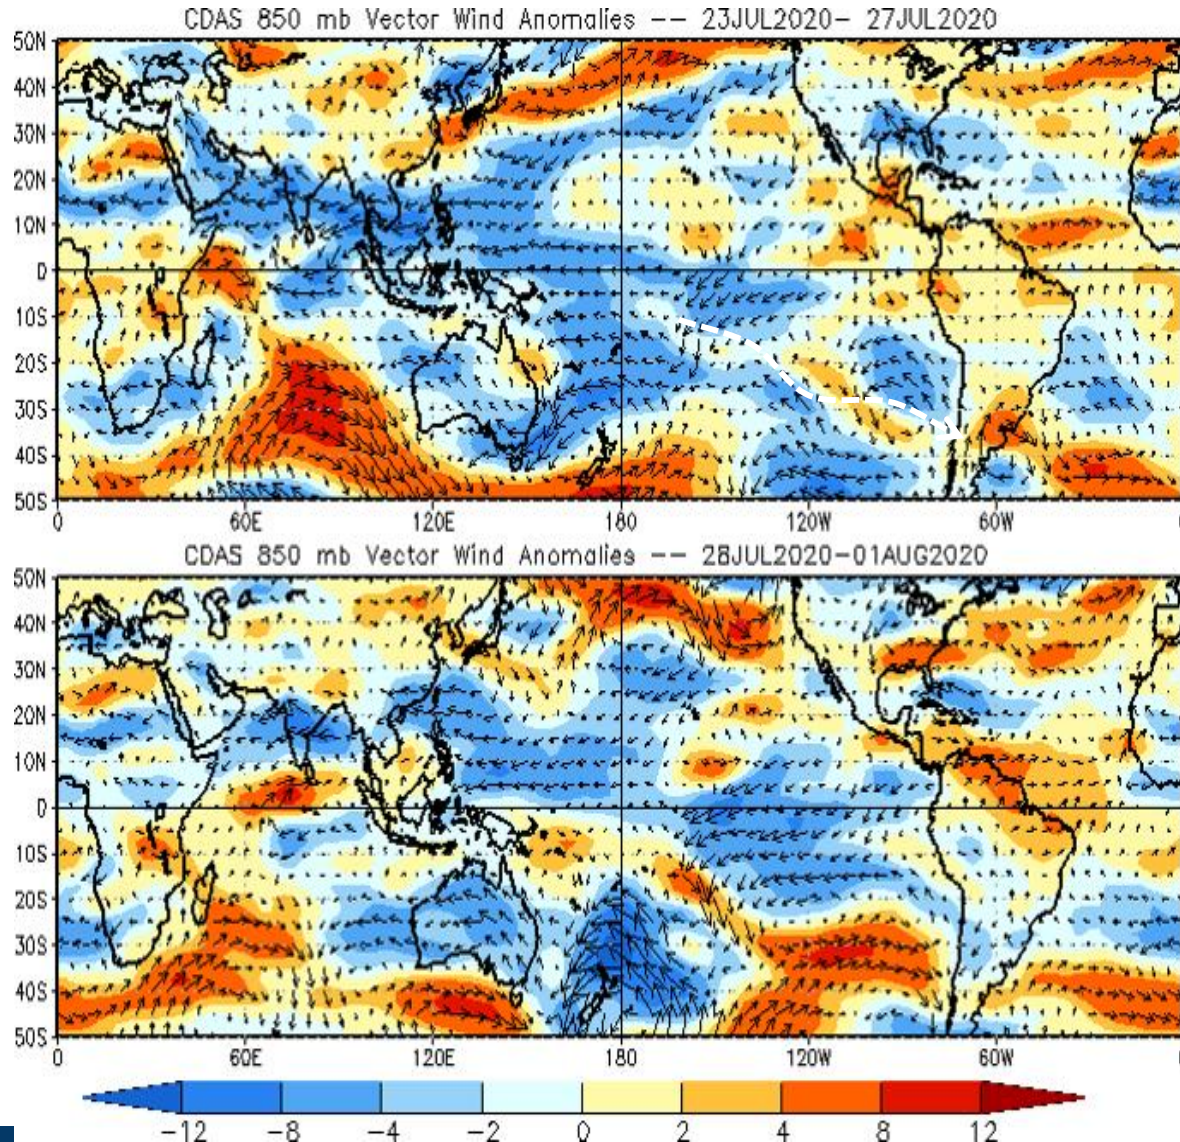 CDAS 850 mb Vector Wind Anomalies -- 23JUL2020- 27JUL2020
50N
40N
30N
20N
10N
0
10S
20S
30S
40S
50S
0 60E 120E 180 120W 60W 0
CDAS 850 mb Vector Wind Anomalies -- 28JUL2020-01AUG2020
50N
40N
30N
20N
10N
0
10S
20S
30S
40S
50S
0 60E 120E 180 120W 60W 0
-12 -8 -4 -2 0 2 4 8 12